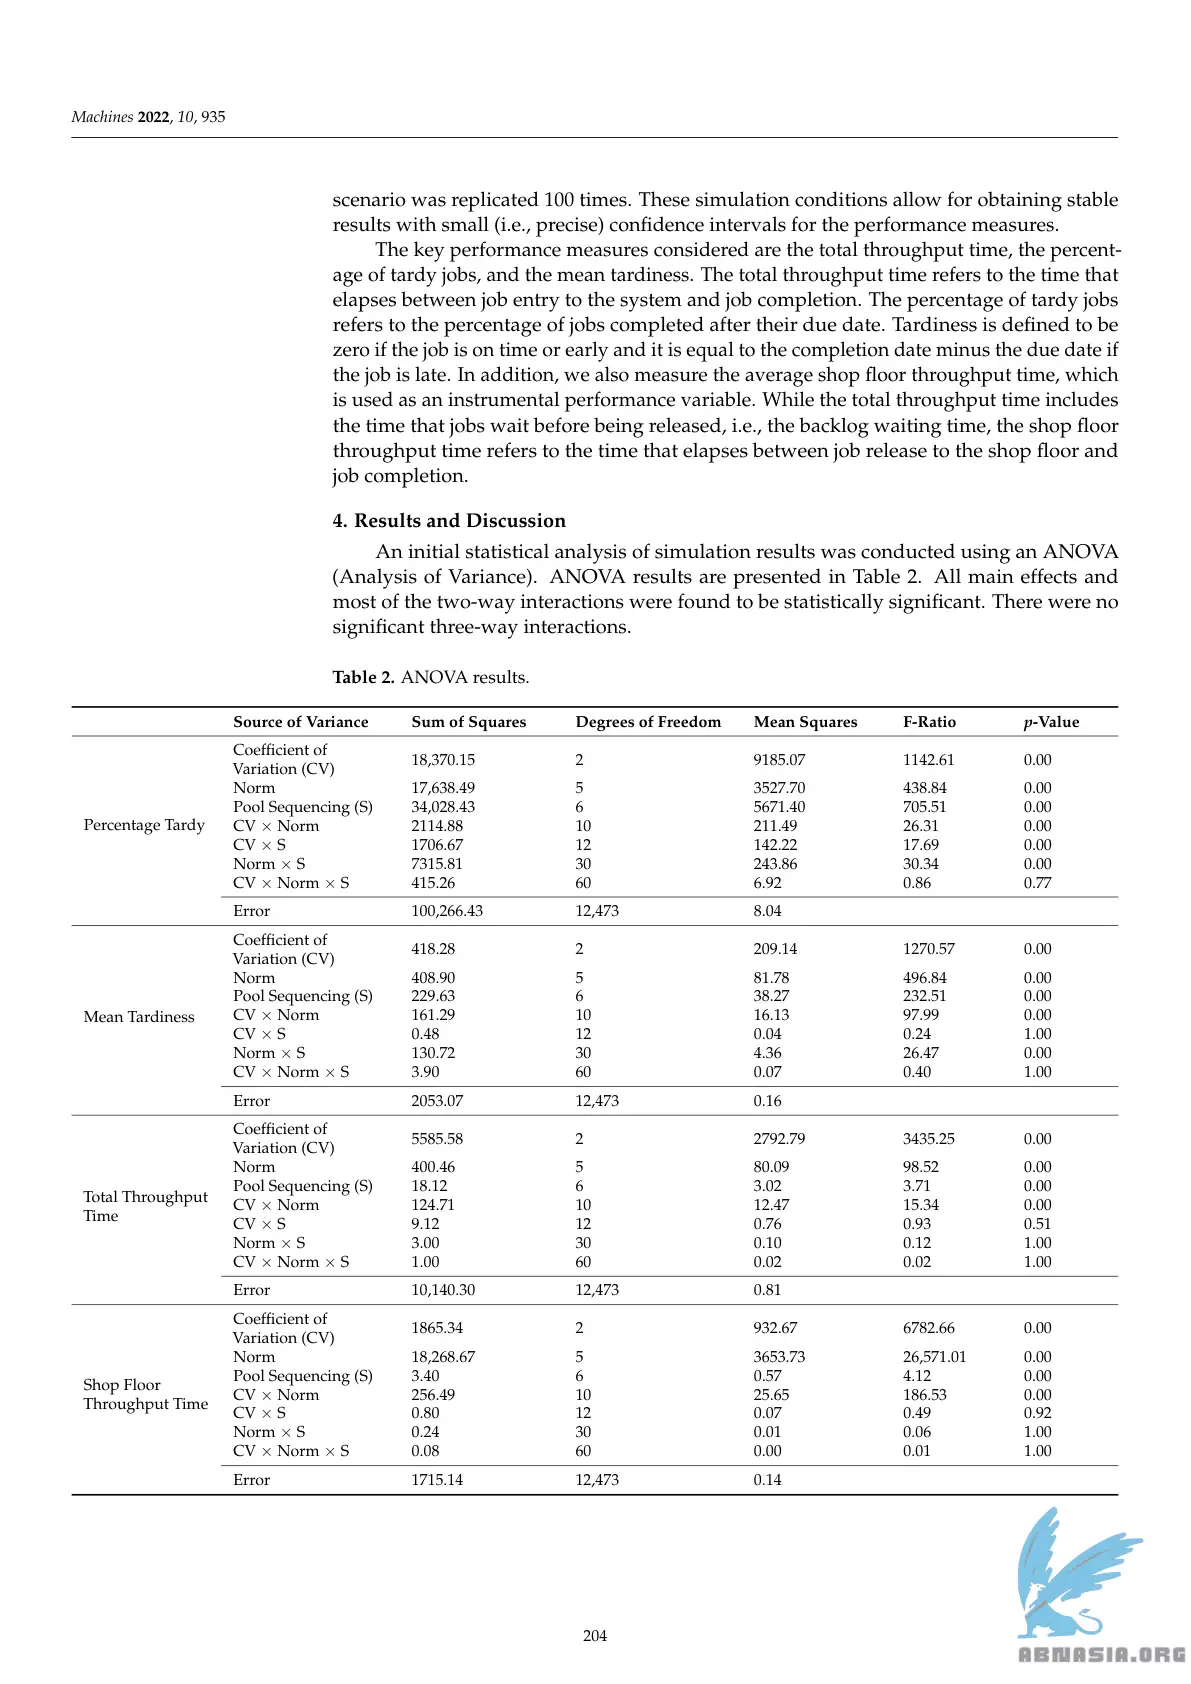 Machines 2022, 10, 935
scenario was replicated 100 times. These simulation conditions allow for obtaining stable
results with small (i.e., precise) confidence intervals for the performance measures.
The key performance measures considered are the total throughput time, the percent-
age of tardy jobs, and the mean tardiness. The total throughput time refers to the time that
elapses between job entry to the system and job completion. The percentage of tardy jobs
refers to the percentage of jobs completed after their due date. Tardiness is defined to be
zero if the job is on time or early and it is equal to the completion date minus the due date if
the job is late. In addition, we also measure the average shop floor throughput time, which
is used as an instrumental performance variable. While the total throughput time includes
the time that jobs wait before being released, i.e., the backlog waiting time, the shop floor
throughput time refers to the time that elapses between job release to the shop floor and
job completion.
4. Results and Discussion
An initial statistical analysis of simulation results was conducted using an ANOVA
(Analysis of Variance). ANOVA results are presented in Table 2. All main effects and
most of the two-way interactions were found to be statistically significant. There were no
significant three-way interactions.
Table 2. ANOVA results.
Source of Variance Sum of Squares Degrees of Freedom Mean Squares F-Ratio p-Value
Percentage Tardy
Coefficient of
Variation (CV) 18,370.15 2 9185.07 1142.61 0.00
Norm 17,638.49 5 3527.70 438.84 0.00
Pool Sequencing (S) 34,028.43 6 5671.40 705.51 0.00
CV × Norm 2114.88 10 211.49 26.31 0.00
CV × S 1706.67 12 142.22 17.69 0.00
Norm × S 7315.81 30 243.86 30.34 0.00
CV × Norm × S 415.26 60 6.92 0.86 0.77
Error 100,266.43 12,473 8.04
Mean Tardiness
Coefficient of
Variation (CV) 418.28 2 209.14 1270.57 0.00
Norm 408.90 5 81.78 496.84 0.00
Pool Sequencing (S) 229.63 6 38.27 232.51 0.00
CV × Norm 161.29 10 16.13 97.99 0.00
CV × S 0.48 12 0.04 0.24 1.00
Norm × S 130.72 30 4.36 26.47 0.00
CV × Norm × S 3.90 60 0.07 0.40 1.00
Error 2053.07 12,473 0.16
Total Throughput
Time
Coefficient of
Variation (CV) 5585.58 2 2792.79 3435.25 0.00
Norm 400.46 5 80.09 98.52 0.00
Pool Sequencing (S) 18.12 6 3.02 3.71 0.00
CV × Norm 124.71 10 12.47 15.34 0.00
CV × S 9.12 12 0.76 0.93 0.51
Norm × S 3.00 30 0.10 0.12 1.00
CV × Norm × S 1.00 60 0.02 0.02 1.00
Error 10,140.30 12,473 0.81
Shop Floor
Throughput Time
Coefficient of
Variation (CV) 1865.34 2 932.67 6782.66 0.00
Norm 18,268.67 5 3653.73 26,571.01 0.00
Pool Sequencing (S) 3.40 6 0.57 4.12 0.00
CV × Norm 256.49 10 25.65 186.53 0.00
CV × S 0.80 12 0.07 0.49 0.92
Norm × S 0.24 30 0.01 0.06 1.00
CV × Norm × S 0.08 60 0.00 0.01 1.00
Error 1715.14 12,473 0.14
204
ABNASIA.ORG